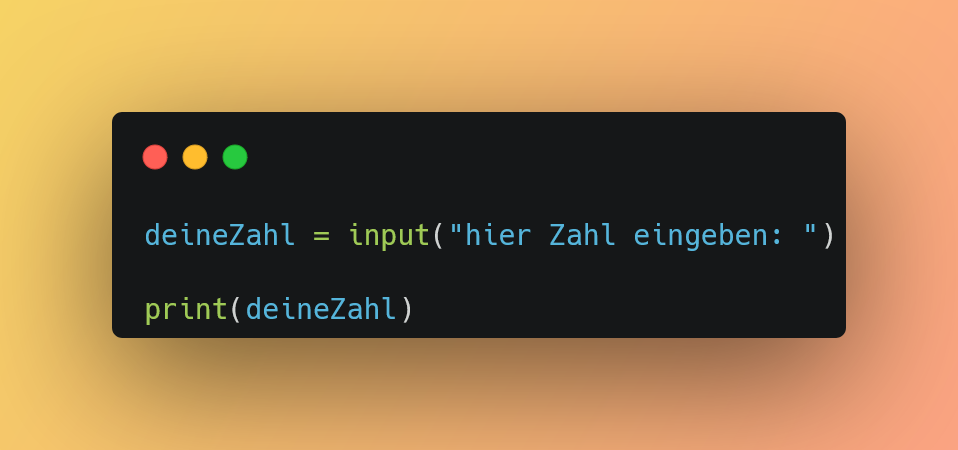 deineZahl = input("hier Zahl eingeben: ")
print(deineZahl)